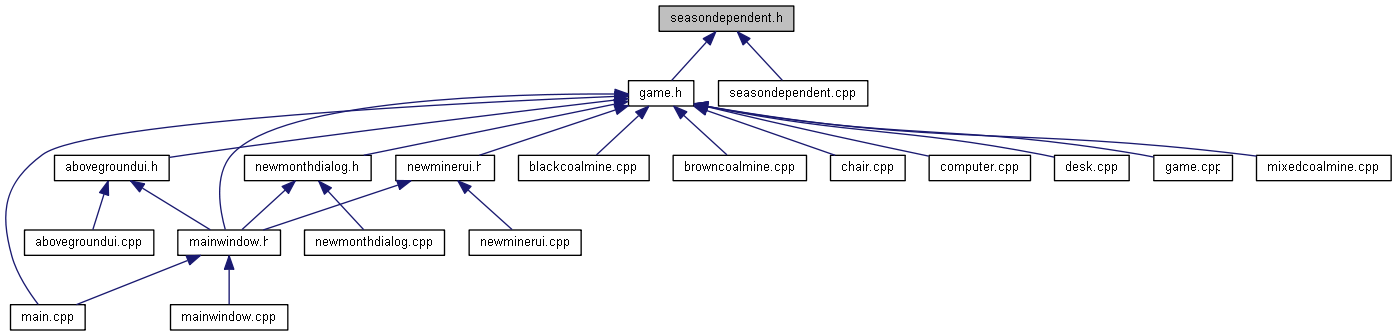 seasondependent.h
game.h
seasondependent.cpp
abovegroundui.h
newmonthdialog.h
newminerui.h
blackcoalmine.cpp
browncoalmine.cpp
chair.cpp
computer.cpp
desk.cpp
game.cpp
mixedcoalmine.cpp
abovegroundui.cpp
mainwindow.h
newmonthdialog.cpp
newminerui.cpp
main.cpp
mainwindow.cpp